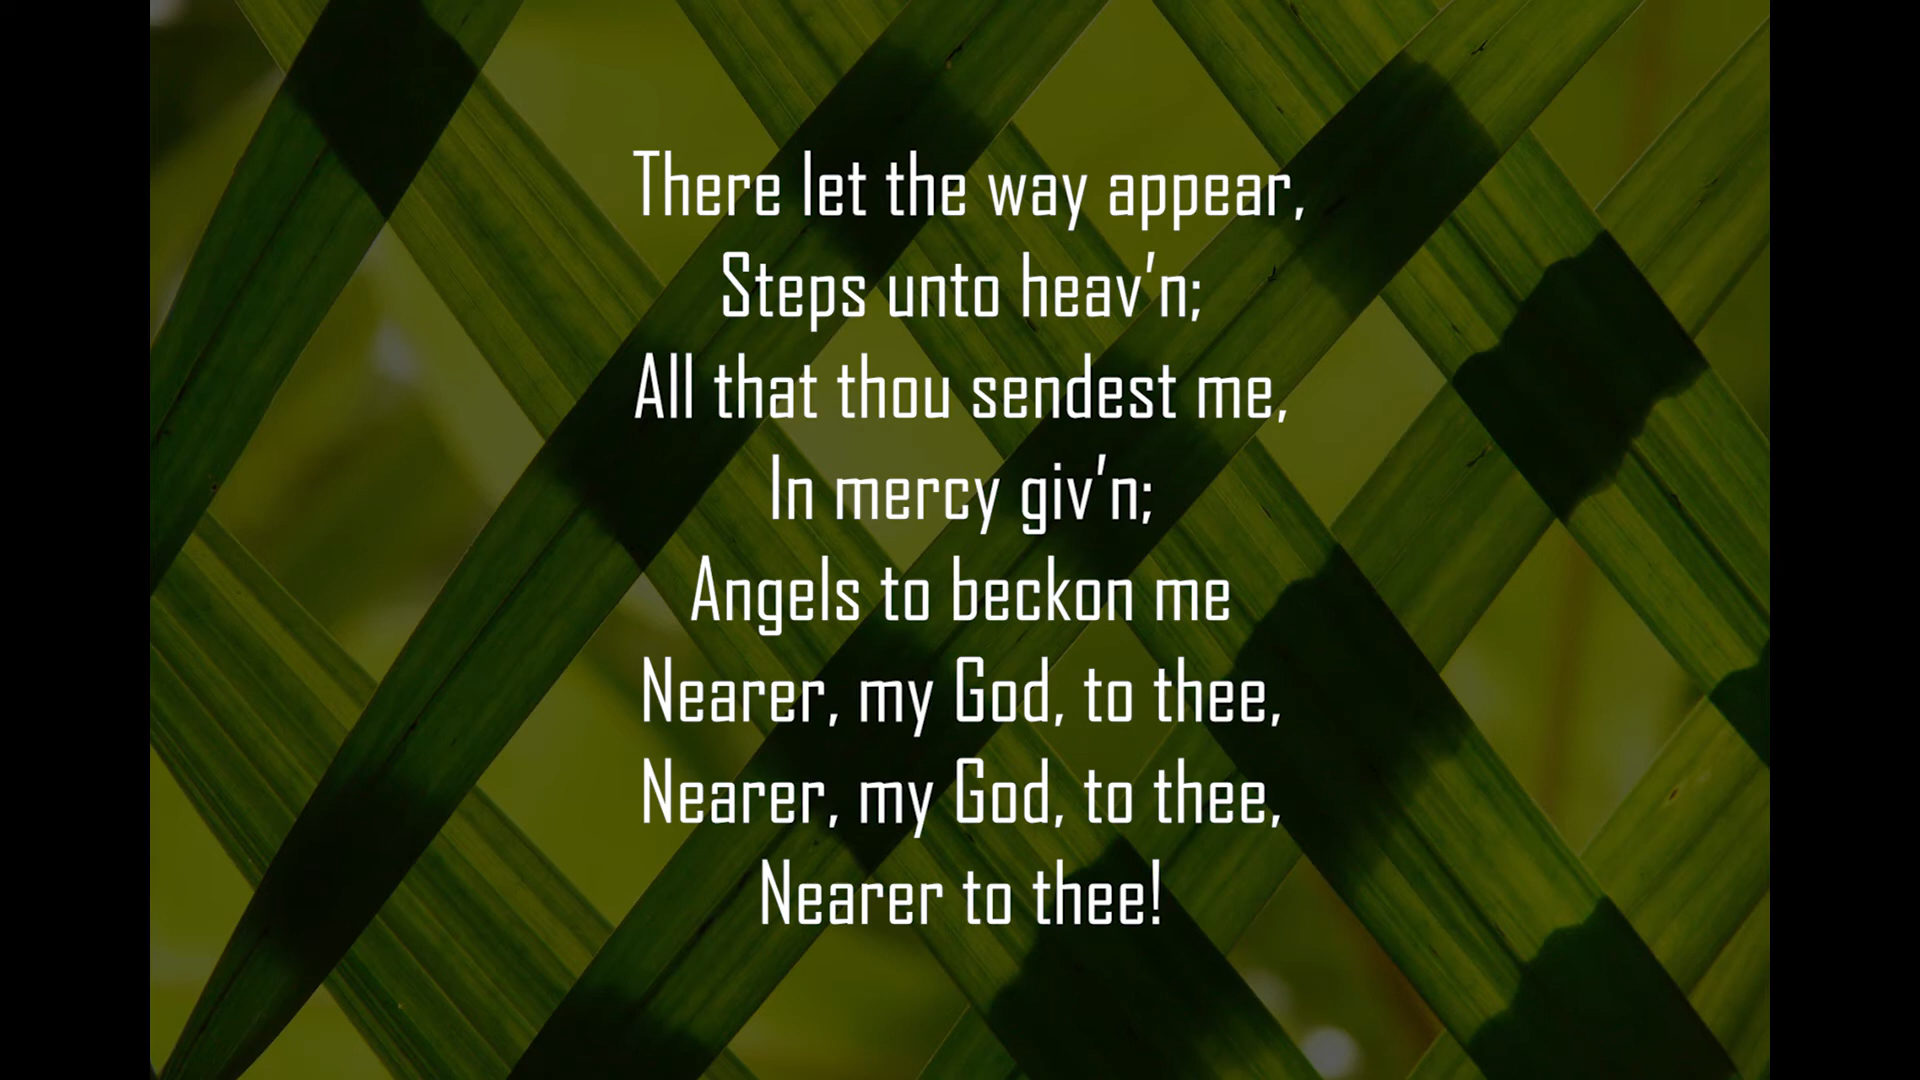 There let the way appear,
Steps unto heav'n;
All that thou sendest me,
In mercy giv'n;
Angels to beckon me
Nearer, my God, to thee,
Nearer, my God, to thee,
Nearer to thee!